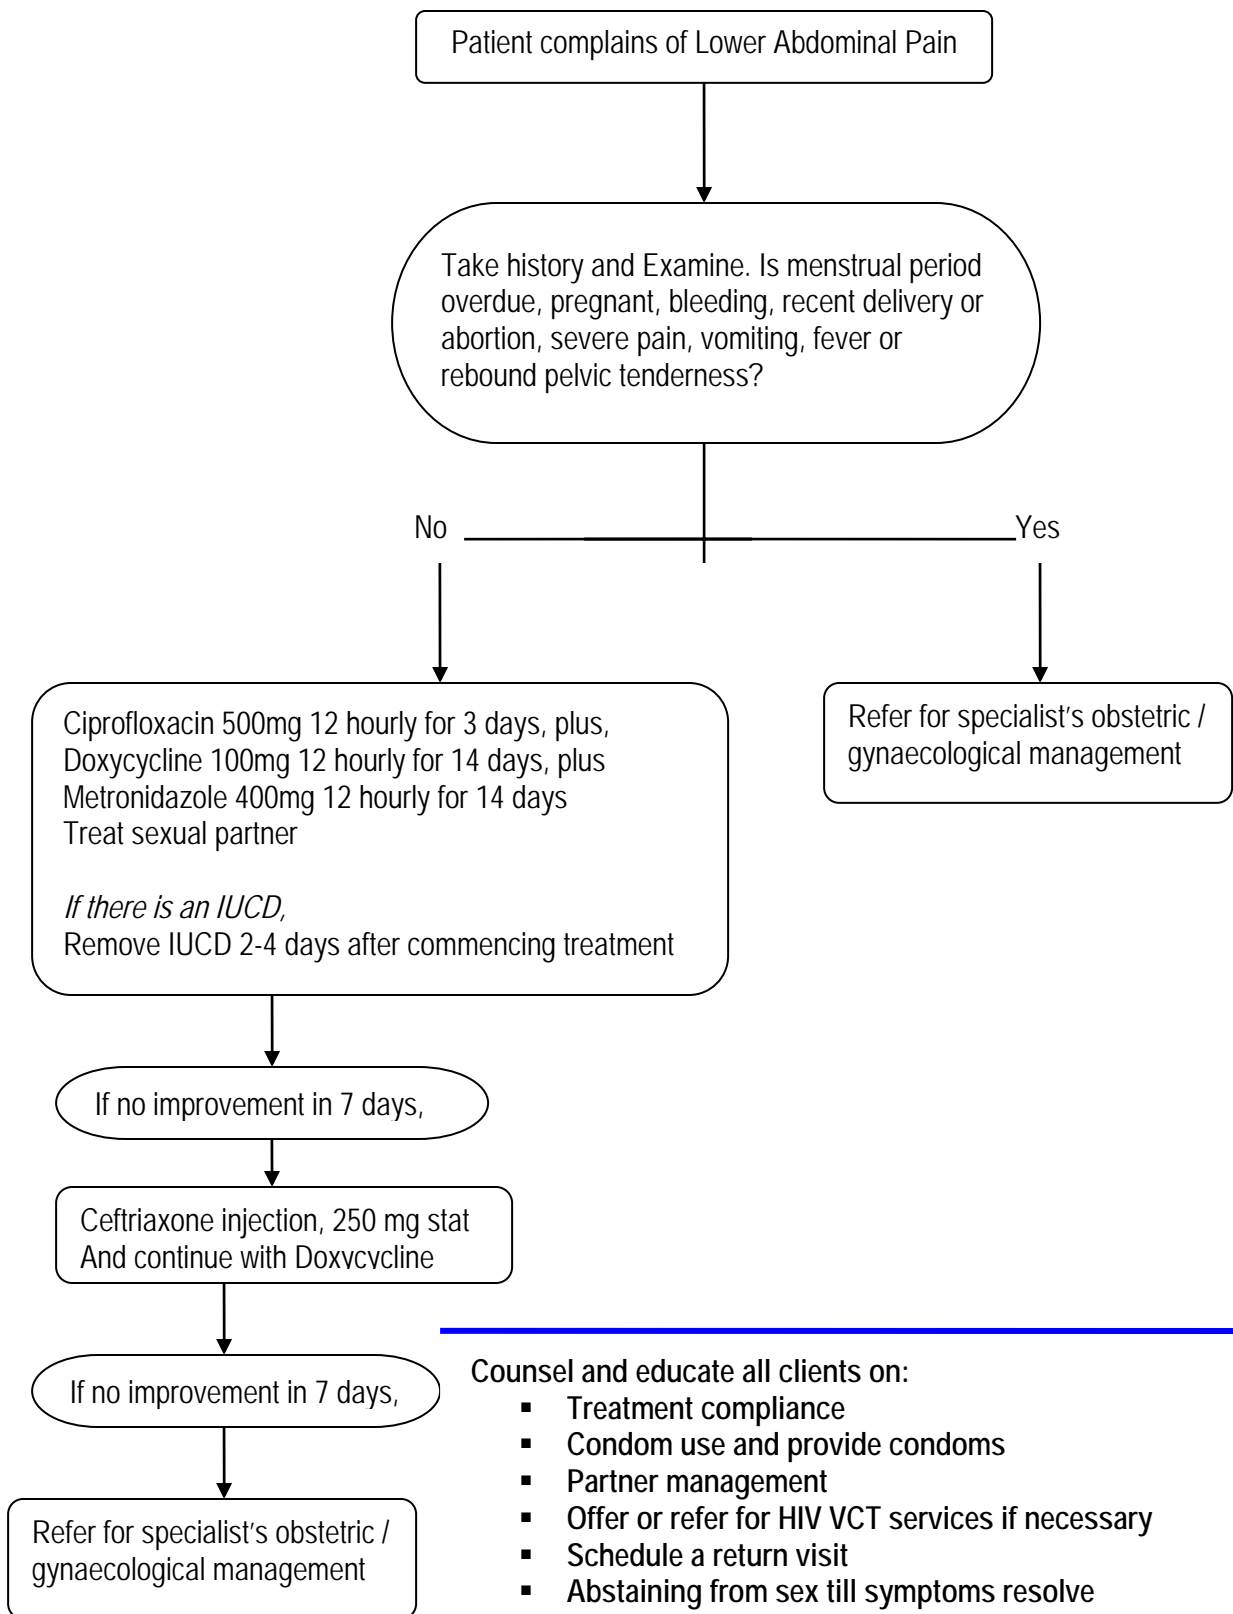 Patient complains of Lower Abdominal Pain
Take history and Examine. Is menstrual period
overdue, pregnant, bleeding, recent delivery or
abortion, severe pain, vomiting, fever or
rebound pelvic tenderness?
No
Yes
Ciprofloxacin 500mg 12 hourly for 3 days, plus,
Doxycycline 100mg 12 hourly for 14 days, plus
Metronidazole 400mg 12 hourly for 14 days
Treat sexual partner
If there is an IUCD,
Remove IUCD 2-4 days after commencing treatment
Refer for specialist's obstetric /
gynaecological management
If no improvement in 7 days,
Ceftriaxone injection, 250 mg stat
And continue with Doxycycline
If no improvement in 7 days,
Refer for specialist's obstetric /
gynaecological management
Counsel and educate all clients on:
▪ Treatment compliance
▪ Condom use and provide condoms
▪ Partner management
▪ Offer or refer for HIV VCT services if necessary
▪ Schedule a return visit
▪ Abstaining from sex till symptoms resolve